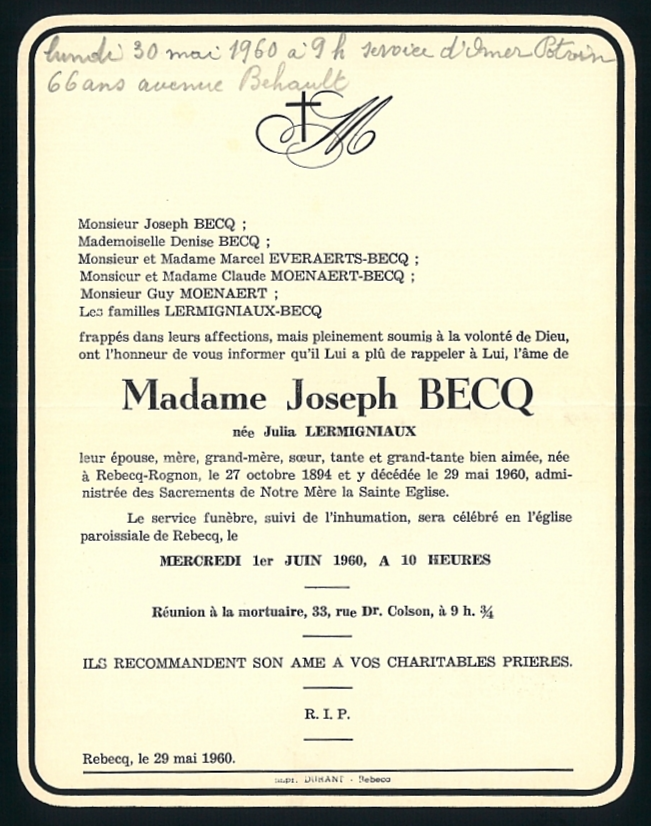 lundi 30 mai 1960 à 9 h service d'Omer Potvin
66 ans avenue Behault
M
Monsieur Joseph BECQ ;
Mademoiselle Denise BECQ ;
Monsieur et Madame Marcel EVERAERTS-BECQ ;
Monsieur et Madame Claude MOENAERT-BECQ ;
Monsieur Guy MOENAERT ;
Les familles LERMIGNIAUX-BECQ
frappés dans leurs affections, mais pleinement soumis à la volonté de Dieu,
ont l'honneur de vous informer qu'il Lui a plû de rappeler à Lui, l'âme de
Madame Joseph BECQ
née Julia LERMIGNIAUX
leur épouse, mère, grand-mère, sœur, tante et grand-tante bien aimée, née
à Rebecq-Rognon, le 27 octobre 1894 et y décédée le 29 mai 1960, admi-
nistrée des Sacrements de Notre Mère la Sainte Eglise.
Le service funèbre, suivi de l'inhumation, sera célébré en l'église
paroissiale de Rebecq, le
MERCREDI 1er JUIN 1960, A 10 HEURES
Réunion à la mortuaire, 33, rue Dr. Colson, à 9 h. ¾
ILS RECOMMANDENT SON AME A VOS CHARITABLES PRIERES.
R. I. P.
Rebecq, le 29 mai 1960.
Impr. DURANT - Rebecq